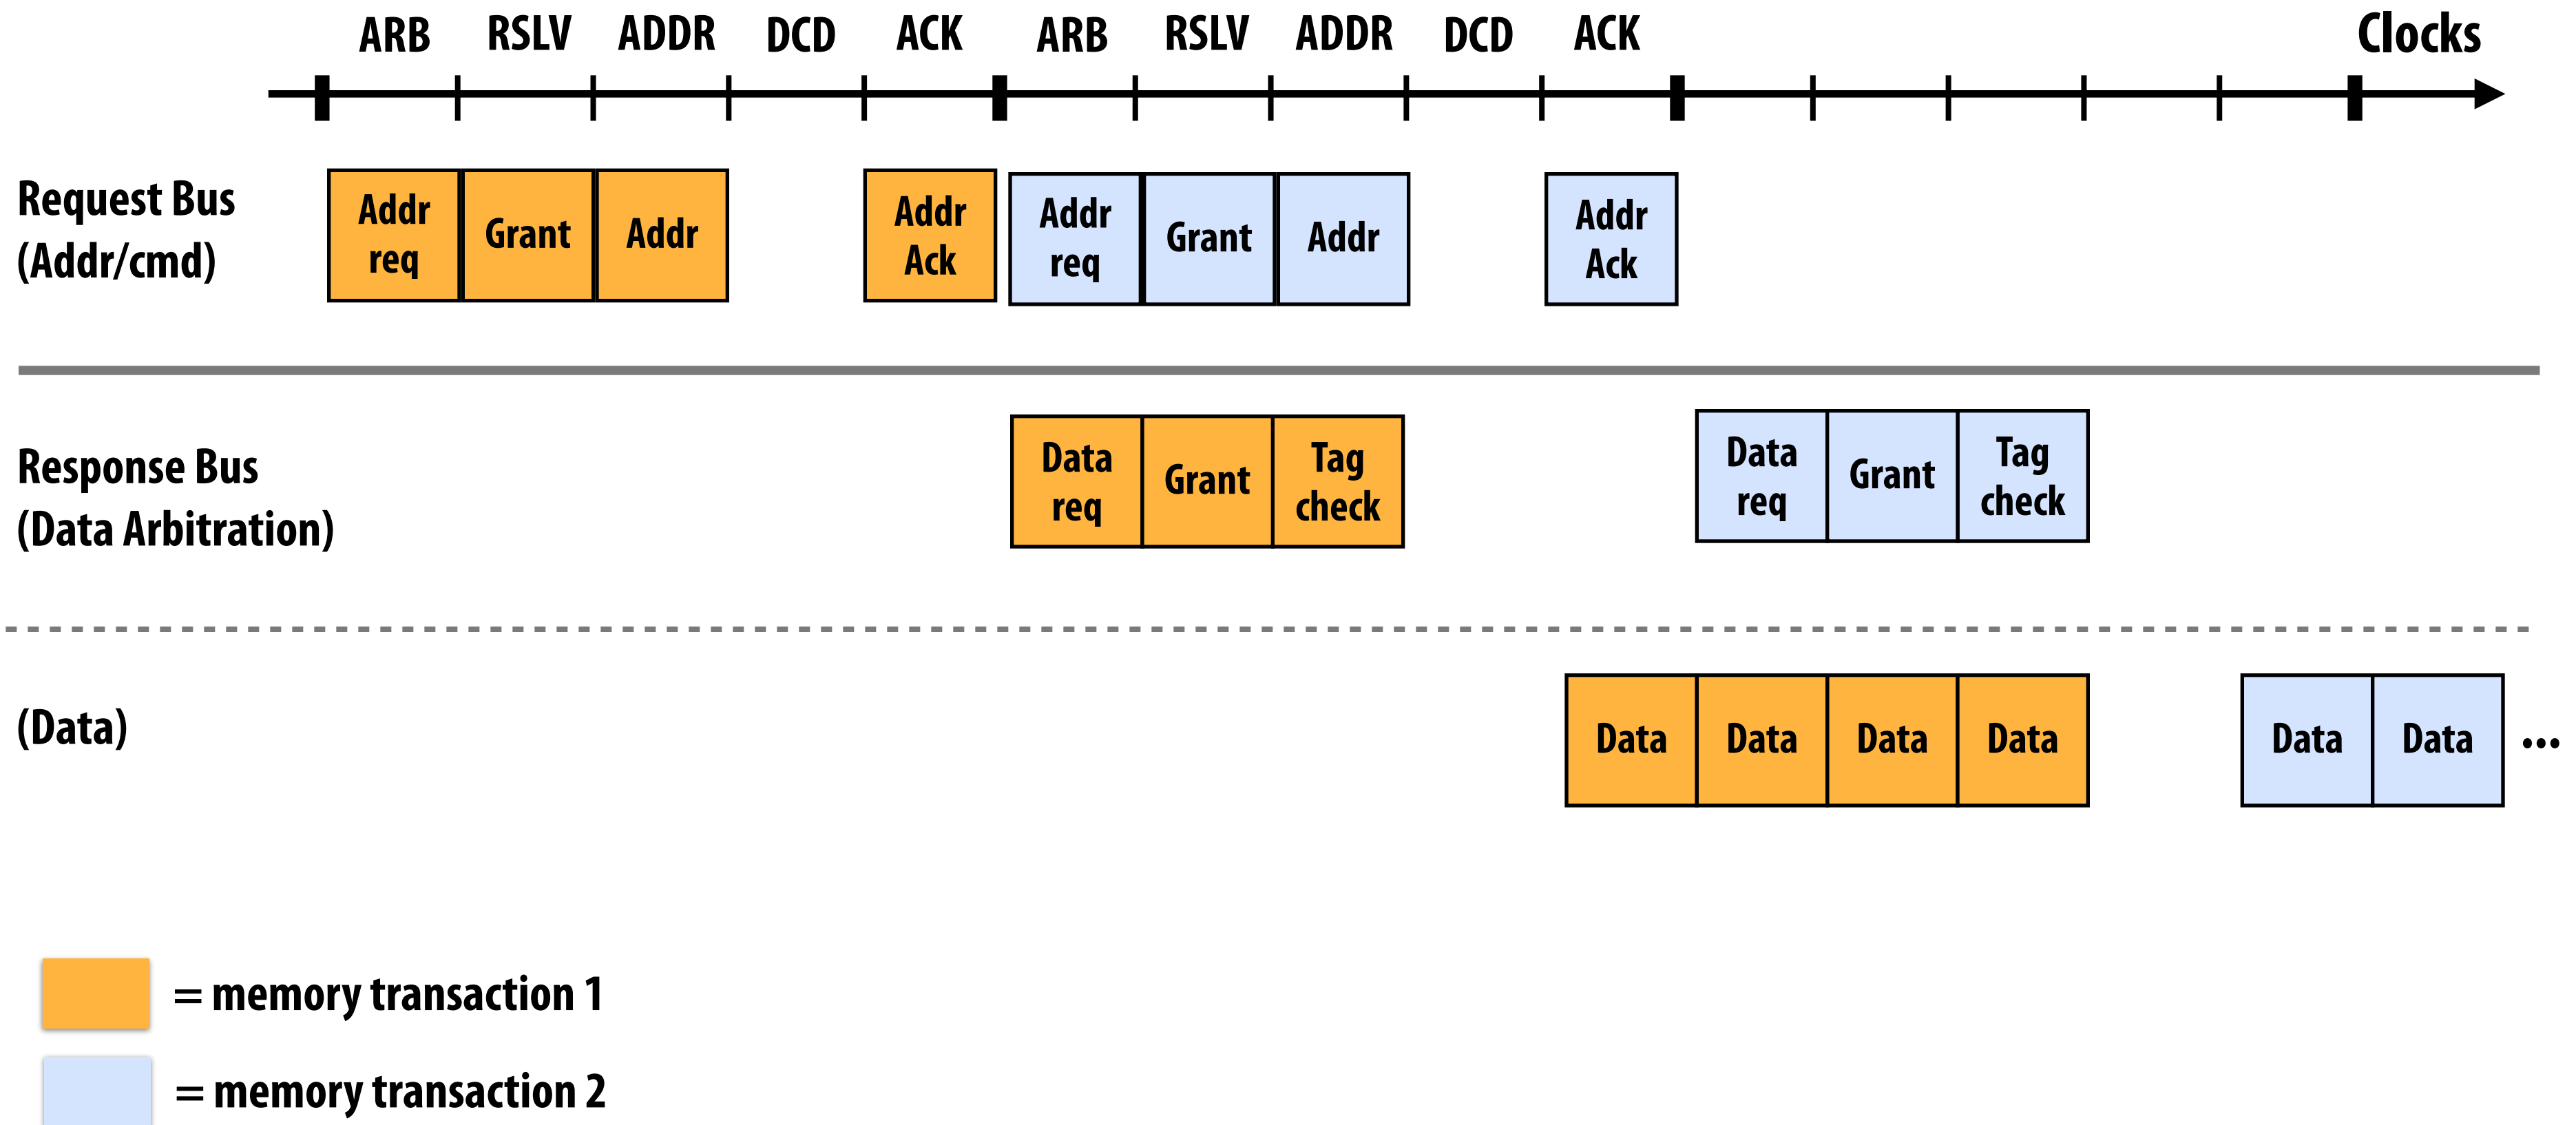 ARB RSLV ADDR DCD ACK ARB RSLV ADDR DCD ACK Clocks
Request Bus
(Addr/cmd)
Addr
req
Grant
Addr
Addr
Ack
Addr
req
Grant
Addr
Addr
Ack
Response Bus
(Data Arbitration)
Data
req
Grant
Tag
check
Data
req
Grant
Tag
check
(Data)
Data Data Data Data Data Data ...
= memory transaction 1
= memory transaction 2